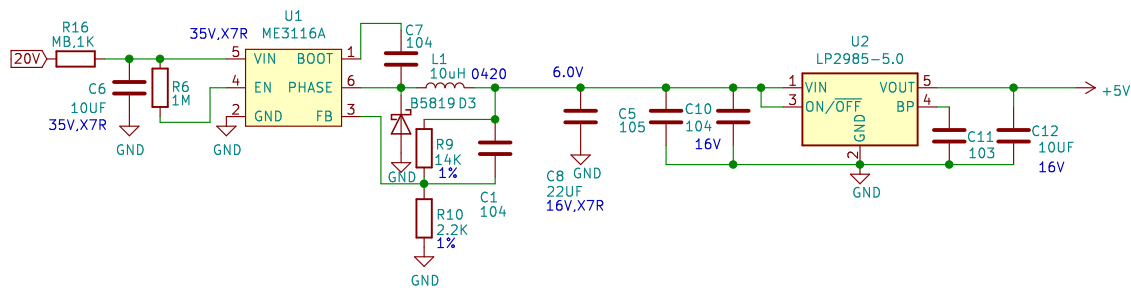 20V
R16
MB,1K
C6
10UF
35V,X7R
GND
R6
1M
35V,X7R
U1
ME3116A
5 VIN BOOT 1
4 EN PHASE 6
2 GND FB 3
GND
C7
104
L1
10uH
0420
B5819 D3
GND
R9
14K
1%
C1
104
R10
2.2K
1%
GND
6.0V
C8
22UF
16V,X7R
GND
C5
105
C10
104
16V
U2
LP2985-5.0
1 VIN VOUT 5
3 ON/OFF BP 4
GND
2
GND
C11
103
C12
10UF
16V
+5V